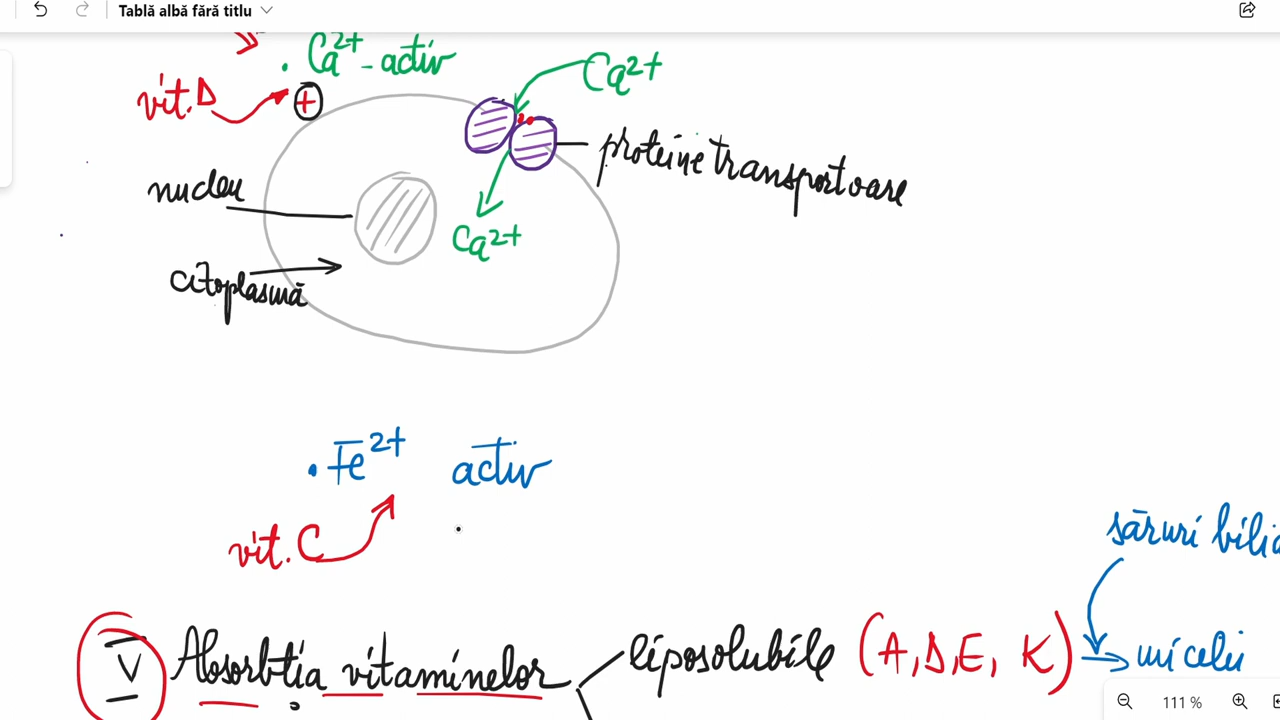 Tablă albă fără titlu
Ca2+ - activ
Ca2+
vit. D
+
proteine transportoare
nucleu
Ca2+
citoplasmă
. Fe2+ activ
vit. C
săruri bilia
V Absorbția vitaminelor liposolubile (A, D, E, K) → micelii
111 %